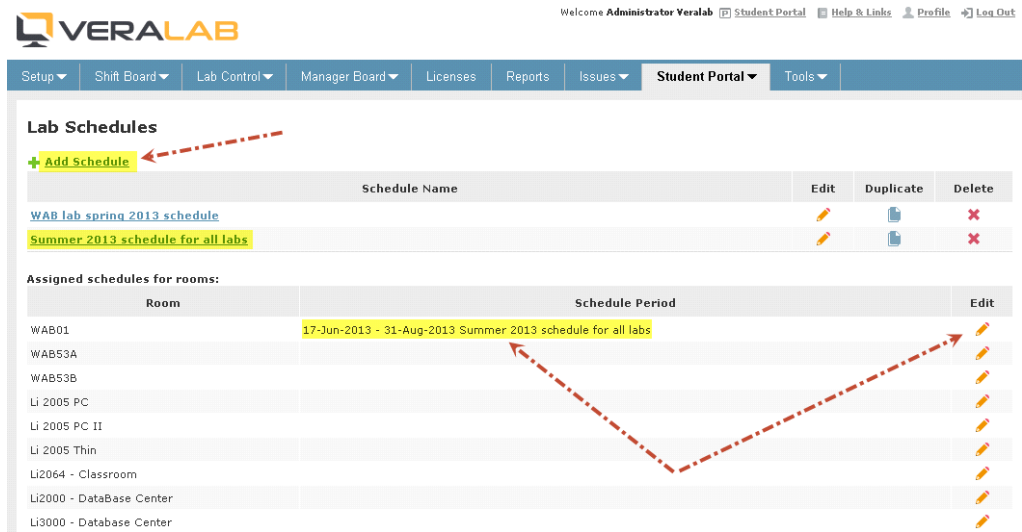 Welcome Administrator Veralab Student Portal Help & Links Profile Log Out
VERALAB
Setup Shift Board Lab Control Manager Board Licenses Reports Issues Student Portal Tools
Lab Schedules
Add Schedule
Schedule Name Edit Duplicate Delete
WAB lab spring 2013 schedule
Summer 2013 schedule for all labs
Assigned schedules for rooms:
Room Schedule Period Edit
WAB01 17-Jun-2013 - 31-Aug-2013 Summer 2013 schedule for all labs
WAB53A
WAB53B
Li 2005 PC
Li 2005 PC II
Li 2005 Thin
Li2064 - Classroom
Li2000 - DataBase Center
Li3000 - Database Center